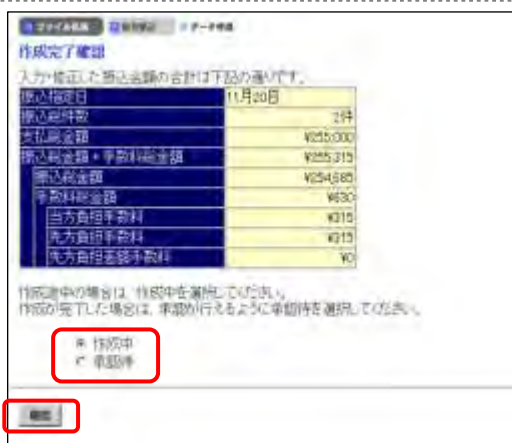 作成完了確認
入力・修正した振込金額の合計は下記の通りです。
振込指定日 11月20日
振込総件数 2件
支払総金額 ¥255,000
振込総金額+手数料総金額 ¥255,315
振込総金額 ¥254,685
手数料総金額 ¥630
当方負担手数料 ¥315
先方負担手数料 ¥315
先方負担差額手数料 ¥0
作成途中の場合は、作成中を選択してください。
作成が完了した場合は、承認が行えるように承認待を選択してください。
作成中
承認待